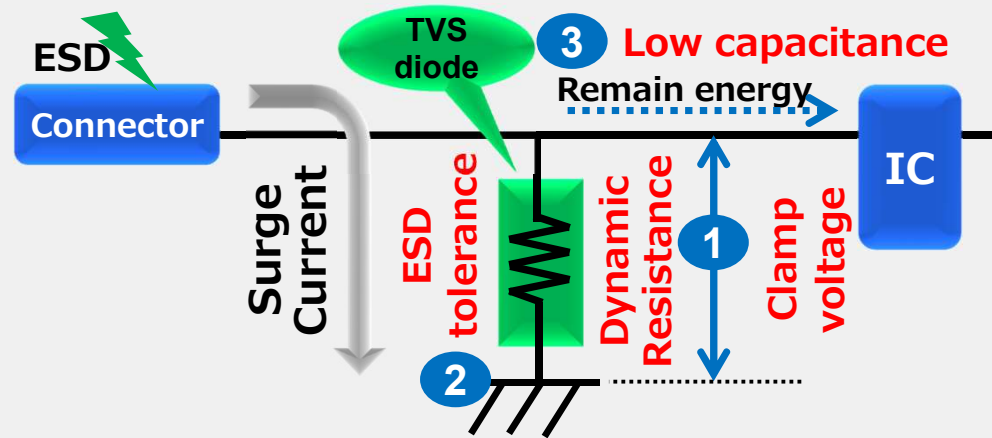 ESD
Connector
Surge
Current
TVS
diode
3
Low capacitance
Remain energy
IC
ESD
tolerance
Dynamic
Resistance
1
Clamp
voltage
2